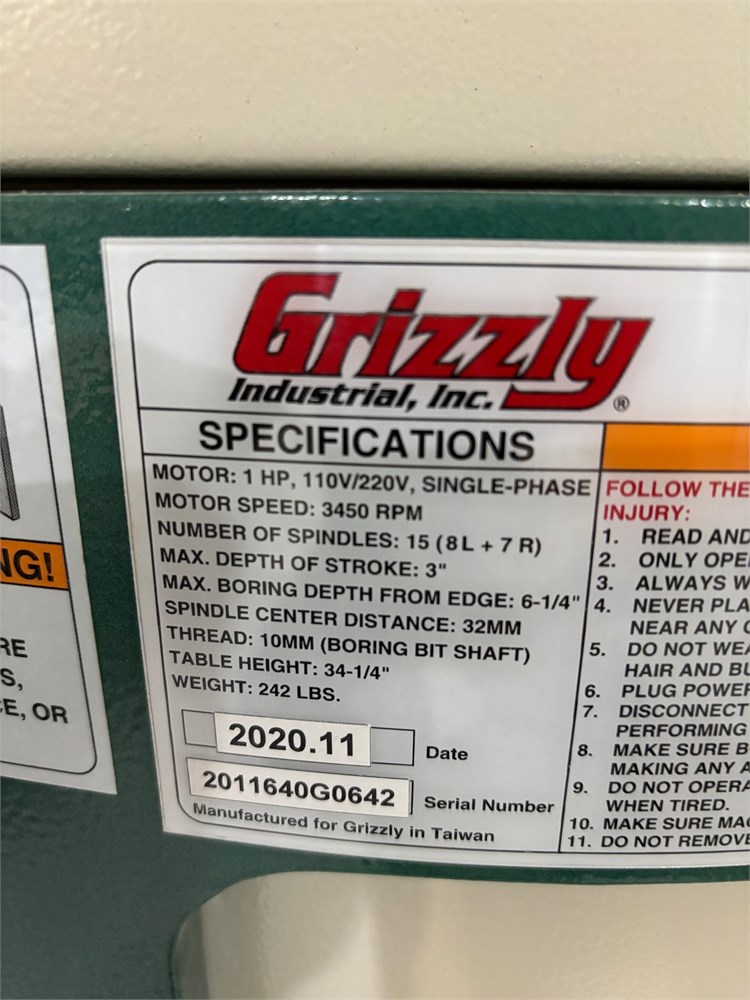 Grizzly
Industrial, Inc. ®
SPECIFICATIONS
MOTOR: 1 HP, 110V/220V, SINGLE-PHASE
MOTOR SPEED: 3450 RPM
NUMBER OF SPINDLES: 15 (8 L + 7 R)
MAX. DEPTH OF STROKE: 3"
MAX. BORING DEPTH FROM EDGE: 6-1/4"
SPINDLE CENTER DISTANCE: 32MM
THREAD: 10MM (BORING BIT SHAFT)
TABLE HEIGHT: 34-1/4"
WEIGHT: 242 LBS.
2020.11 Date
2011640G0642 Serial Number
Manufactured for Grizzly in Taiwan
FOLLOW THE
INJURY:
1. READ AND
2. ONLY OPE
3. ALWAYS W
4. NEVER PLA
NEAR ANY
5. DO NOT WEA
HAIR AND BU
6. PLUG POWER
7. DISCONNECT
PERFORMING
8. MAKE SURE B
MAKING ANY A
9. DO NOT OPERA
WHEN TIRED.
10. MAKE SURE MA
11. DO NOT REMOVE
NG!
RE
S,
E, OR